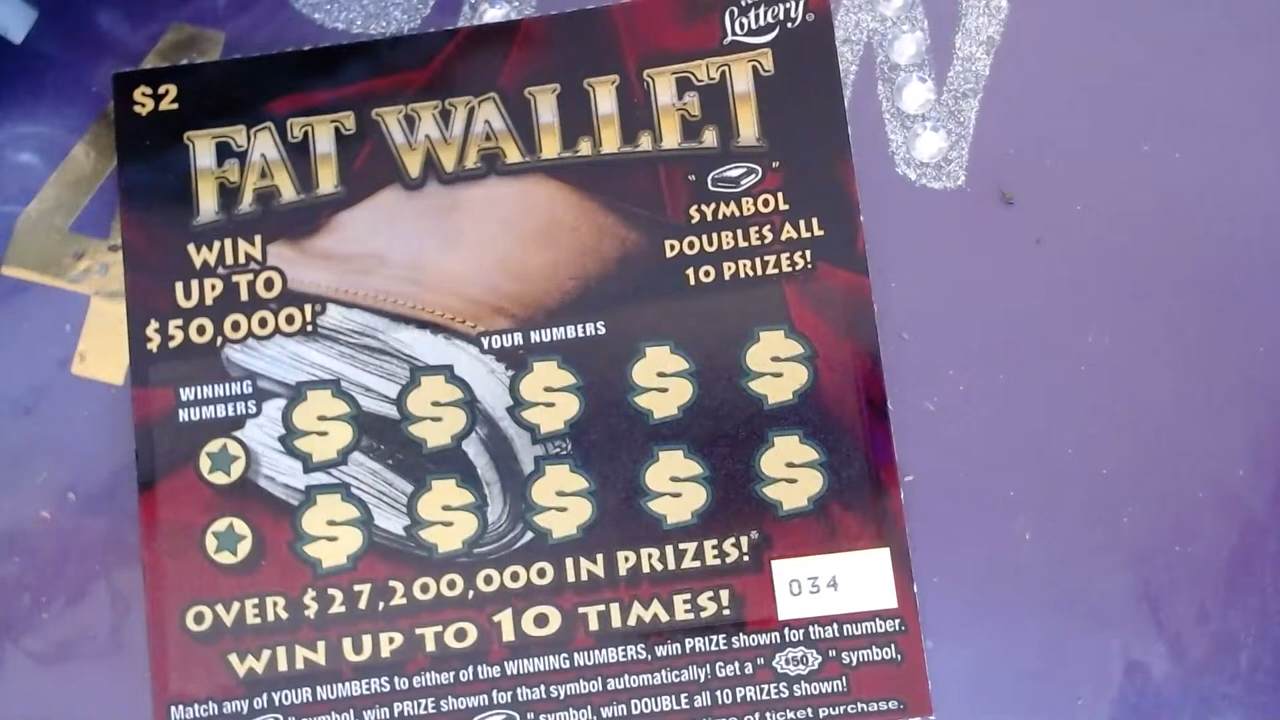 Lottery
$2
FAT WALLET
" " SYMBOL
DOUBLES ALL
10 PRIZES!
WIN
UP TO
$50,000!*
YOUR NUMBERS
WINNING
NUMBERS
$ $ $ $ $
$ $ $ $ $
OVER $27,200,000 IN PRIZES!*
034
WIN UP TO 10 TIMES!
Match any of YOUR NUMBERS to either of the WINNING NUMBERS, win PRIZE shown for that number.
" symbol, win PRIZE shown for that symbol automatically! Get a " $50 " symbol,
" symbol, win DOUBLE all 10 PRIZES shown!
of ticket purchase.